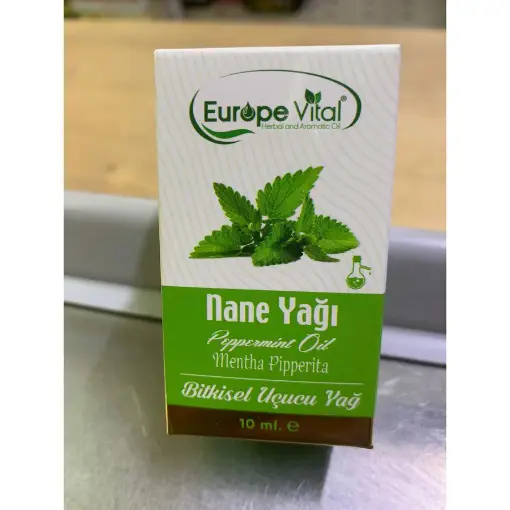 Europe Vital®
Herbal and Aromatic Oil
Nane Yağı
Peppermint Oil
Mentha Pipperita
Bitkisel Uçucu Yağ
10 ml. ℮